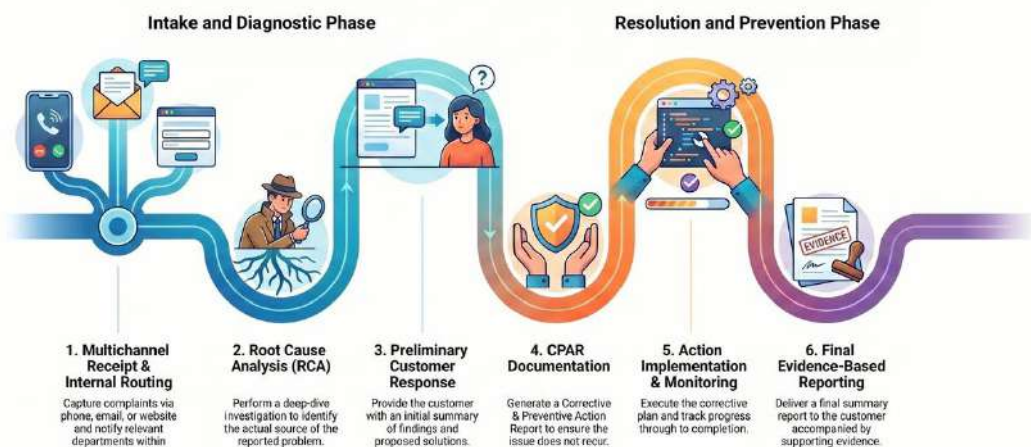 Intake and Diagnostic Phase
Resolution and Prevention Phase
?
EVIDENCE
1. Multichannel
Receipt &
Internal Routing
Capture complaints via
phone, email, or website
and notify relevant
departments within
2. Root Cause
Analysis (RCA)
Perform a deep-dive
investigation to identify
the actual source of the
reported problem.
3. Preliminary
Customer
Response
Provide the customer
with an initial summary
of findings and
proposed solutions.
4. CPAR
Documentation
Generate a Corrective
& Preventive Action
Report to ensure the
issue does not recur.
5. Action
Implementation
& Monitoring
Execute the corrective
plan and track progress
through to completion.
6. Final
Evidence-Based
Reporting
Deliver a final summary
report to the customer
accompanied by
supporting evidence